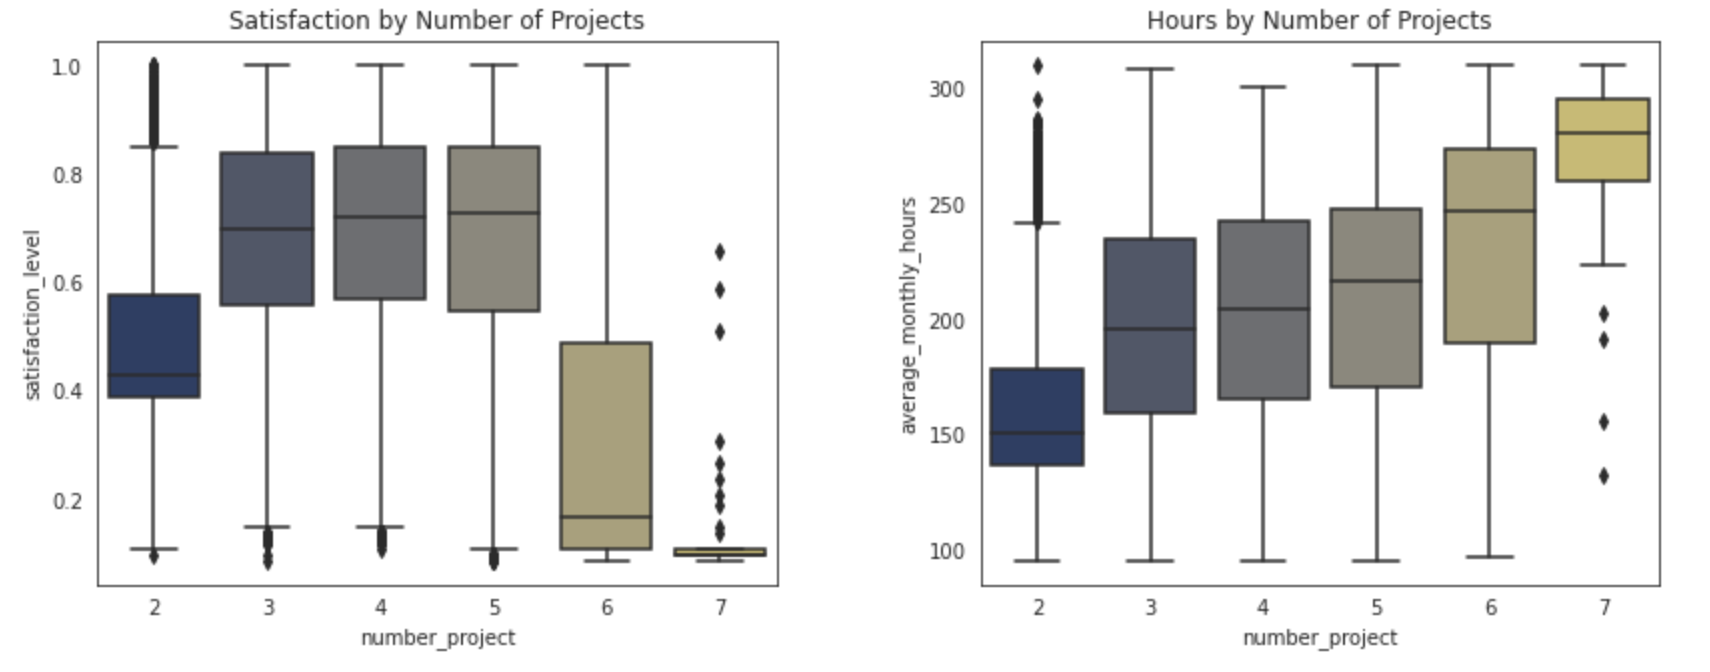 Satisfaction by Number of Projects
1.0
0.8
0.6
0.4
0.2
satisfaction_level
2 3 4 5 6 7
number_project
Hours by Number of Projects
300
250
200
150
100
average_monthly_hours
2 3 4 5 6 7
number_project